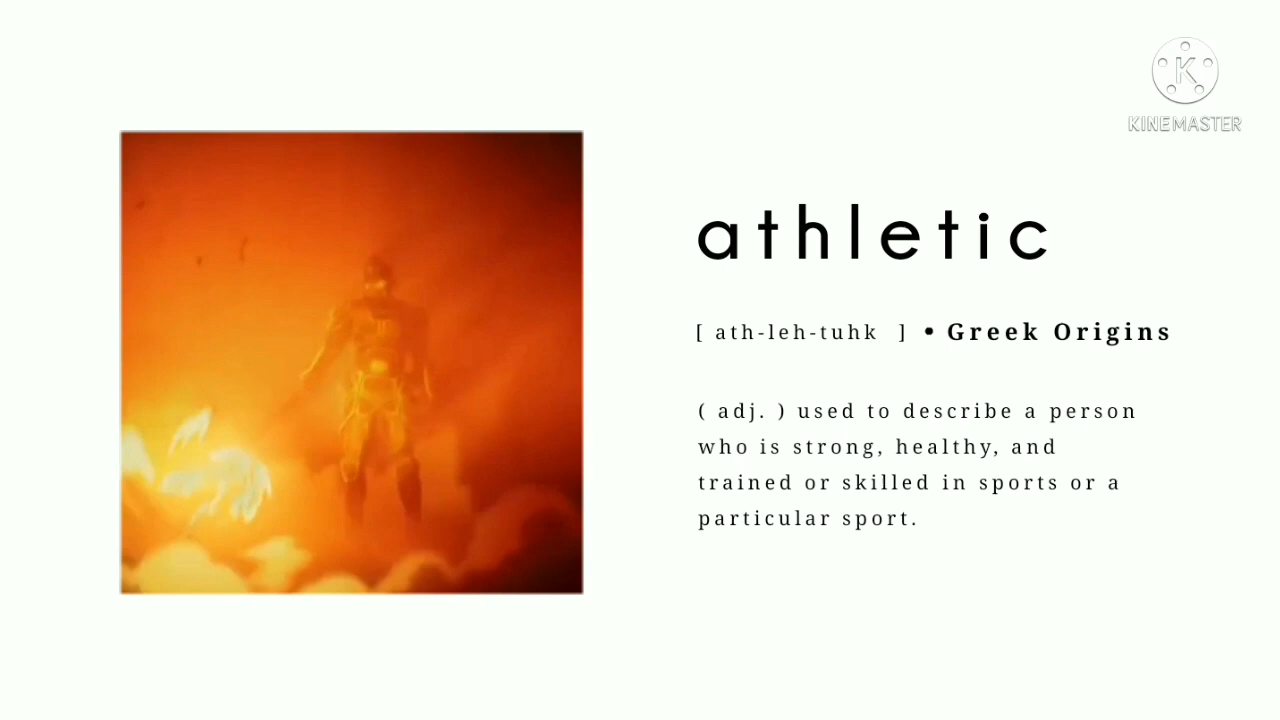 K
KINEMASTER
athletic
[ ath-leh-tuhk ] • Greek Origins
( adj. ) used to describe a person
who is strong, healthy, and
trained or skilled in sports or a
particular sport.